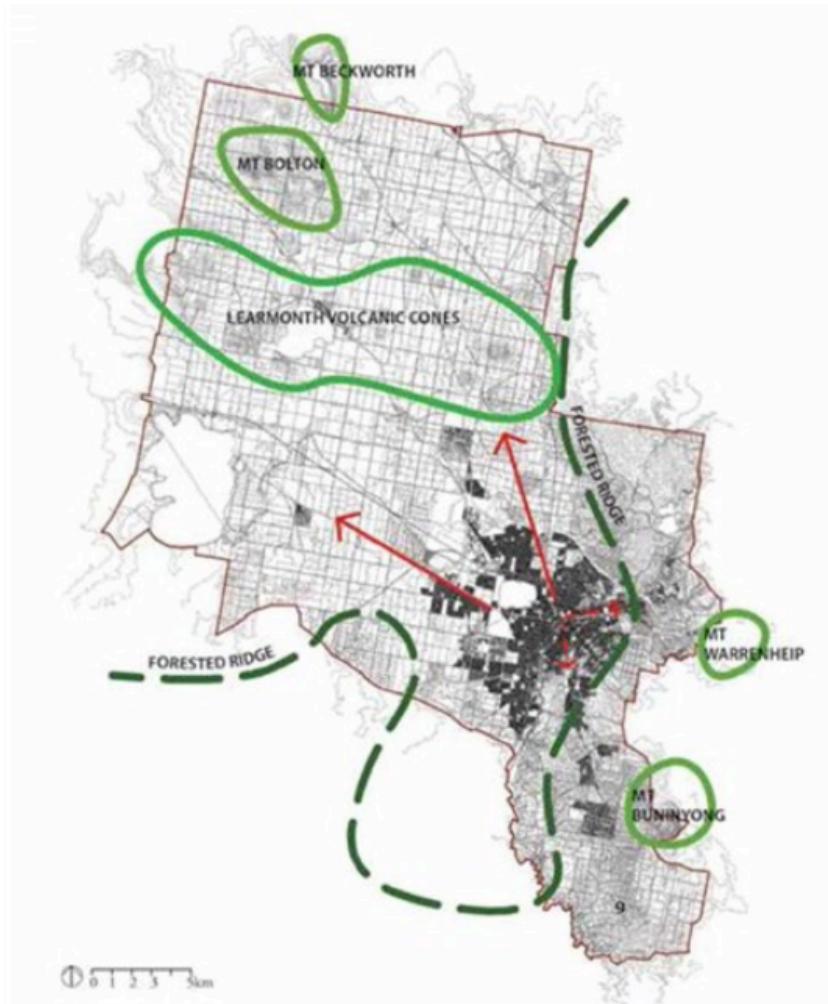 MT BECKWORTH
MT BOLTON
LEARMONTH VOLCANIC CONES
FORESTED RIDGE
FORESTED RIDGE
MT
WARRENHEIP
MT
BUNINYONG
9
0 1 2 3 5km